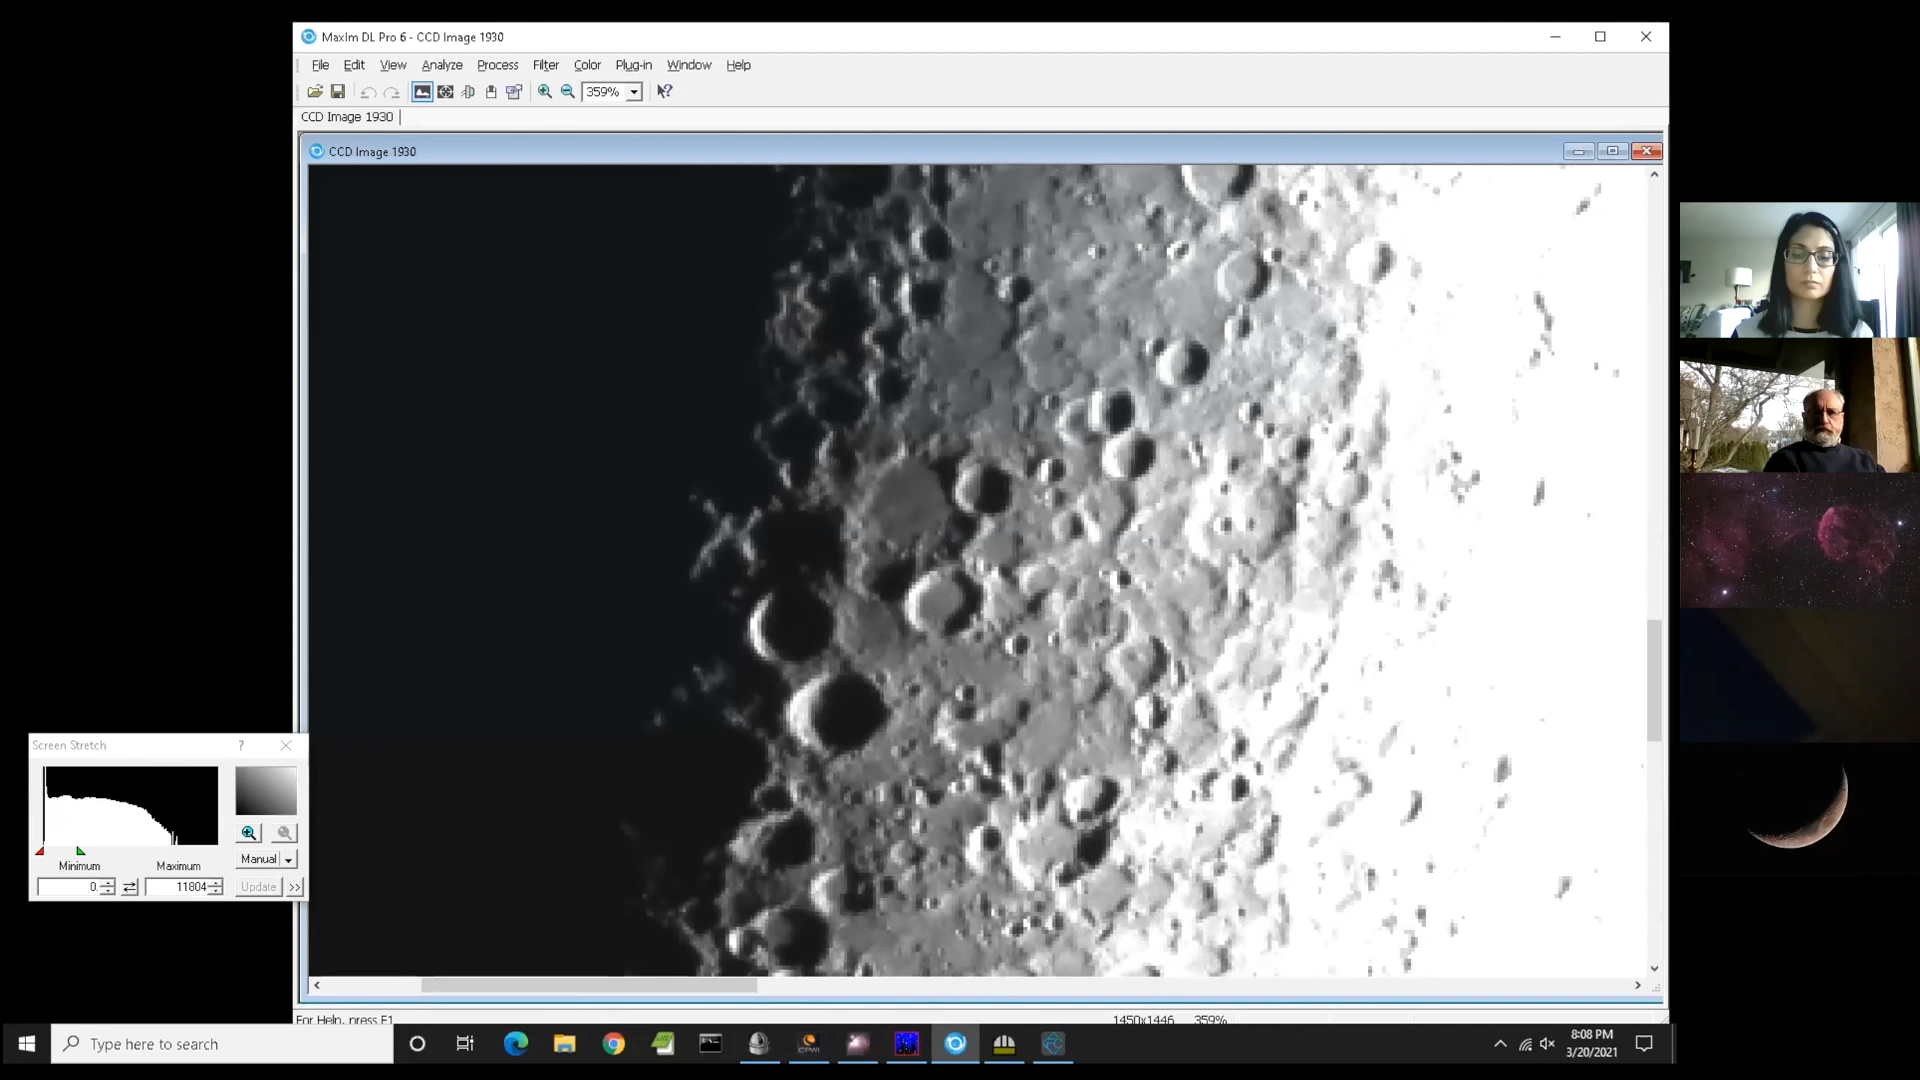 MaxIm DL Pro 6 - CCD Image 1930
File Edit View Analyze Process Filter Color Plug-in Window Help
359%
CCD Image 1930
CCD Image 1930
Screen Stretch ?
Minimum Maximum
0. 11804
Manual
Update >>
For Help, press F1 1450x1446 359%
Type here to search
8:08 PM
3/20/2021